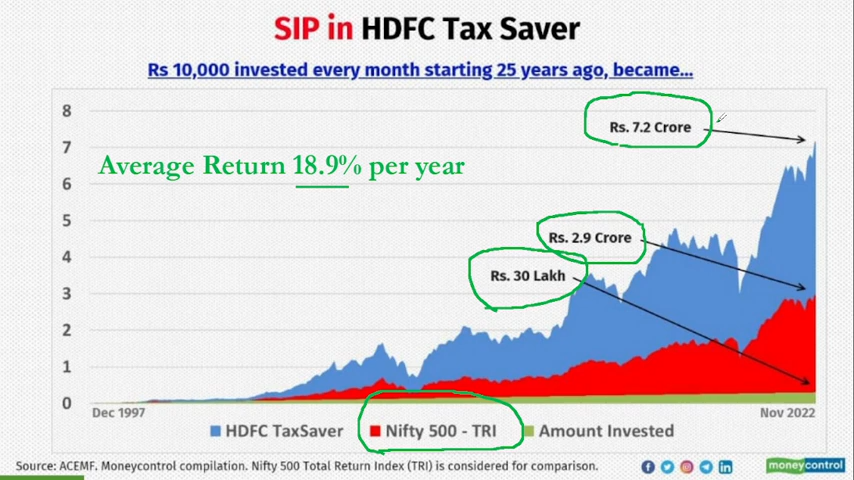 SIP in HDFC Tax Saver
Rs 10,000 invested every month starting 25 years ago, became...
8
Rs. 7.2 Crore
7
Average Return 18.9% per year
6
5
Rs. 2.9 Crore
4
Rs. 30 Lakh
3
2
1
0
Dec 1997
Nov 2022
HDFC TaxSaver
Nifty 500 - TRI
Amount Invested
Source: ACEMF. Moneycontrol compilation. Nifty 500 Total Return Index (TRI) is considered for comparison.
moneycontrol